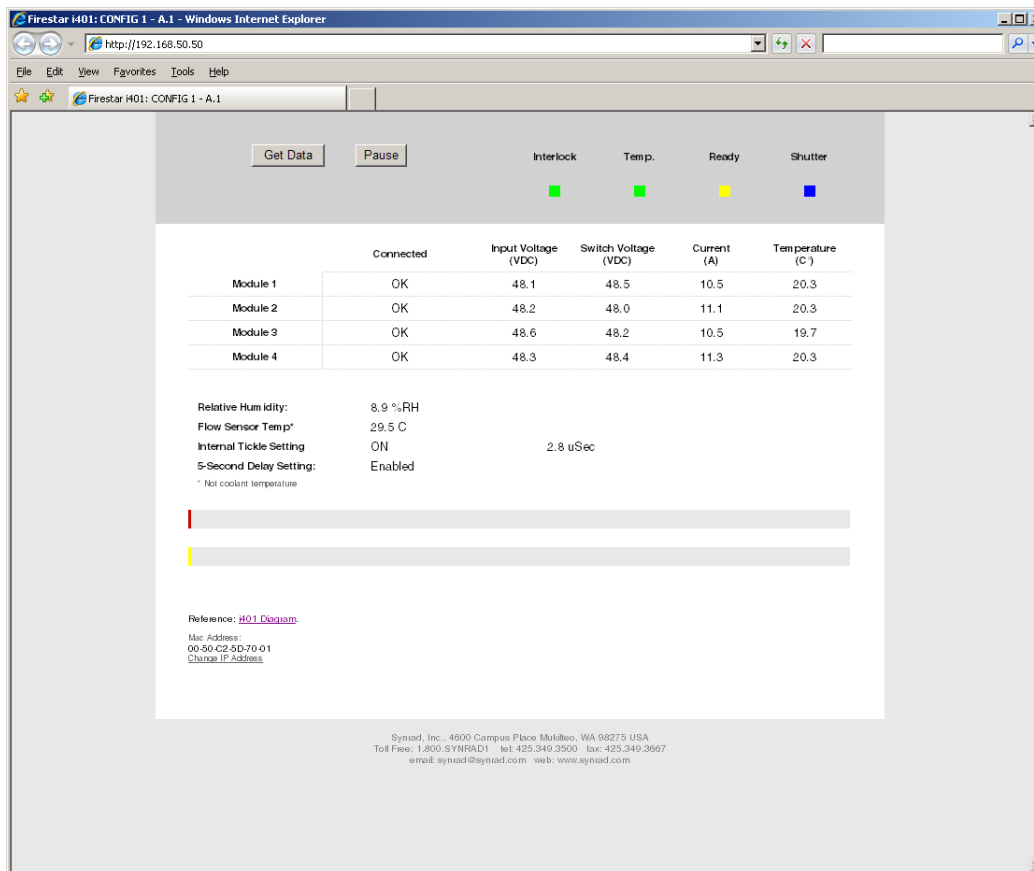 Firestar i401: CONFIG 1 - A.1 - Windows Internet Explorer
http://192.168.50.50
File Edit View Favorites Tools Help
Firestar i401: CONFIG 1 - A.1
Get Data Pause Interlock Temp. Ready Shutter
Connected Input Voltage (VDC) Switch Voltage (VDC) Current (A) Temperature (C°)
Module 1 OK 48.1 48.5 10.5 20.3
Module 2 OK 48.2 48.0 11.1 20.3
Module 3 OK 48.6 48.2 10.5 19.7
Module 4 OK 48.3 48.4 11.3 20.3
Relative Humidity: 8.9 %RH
Flow Sensor Temp* 29.5 C
Internal Tickle Setting ON 2.8 uSec
5-Second Delay Setting: Enabled
* Not coolant temperature
Reference: i401 Diagram.
Mac Address:
00-50-C2-5D-70-01
Change IP Address
Synrad, Inc., 4600 Campus Place Mukilteo, WA 98275 USA
Toll Free: 1.800.SYNRAD1 tel: 425.349.3500 fax: 425.349.3667
email: synrad@synrad.com web: www.synrad.com